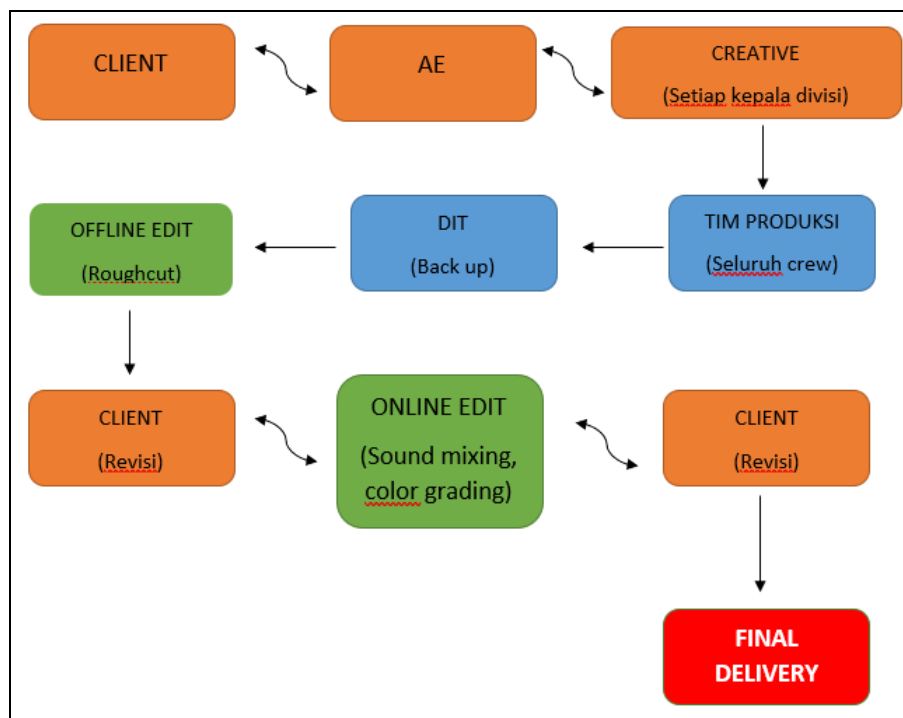 CLIENT
AE
CREATIVE
(Setiap kepala divisi)
OFFLINE EDIT
(Roughcut)
DIT
(Back up)
TIM PRODUKSI
(Seluruh crew)
CLIENT
(Revisi)
ONLINE EDIT
(Sound mixing,
color grading)
CLIENT
(Revisi)
FINAL
DELIVERY